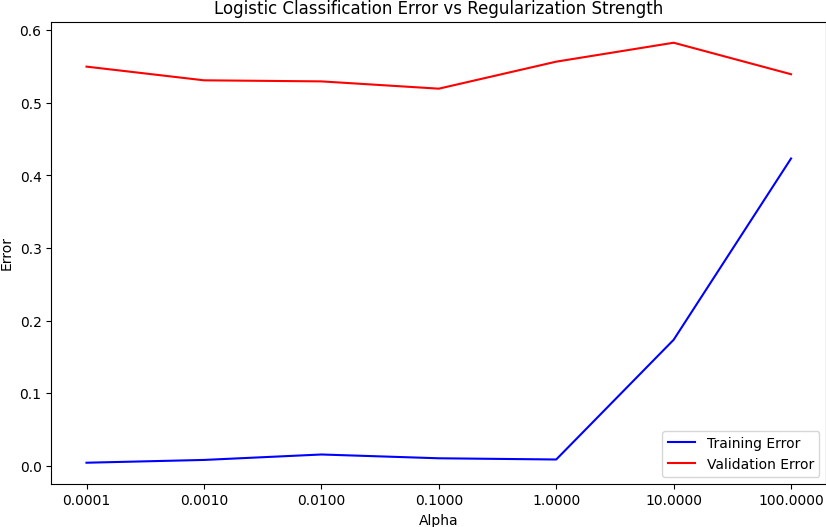 Logistic Classification Error vs Regularization Strength
0.6
0.5
0.4
0.3
0.2
0.1
0.0
Error
0.0001 0.0010 0.0100 0.1000 1.0000 10.0000 100.0000
Alpha
Training Error
Validation Error